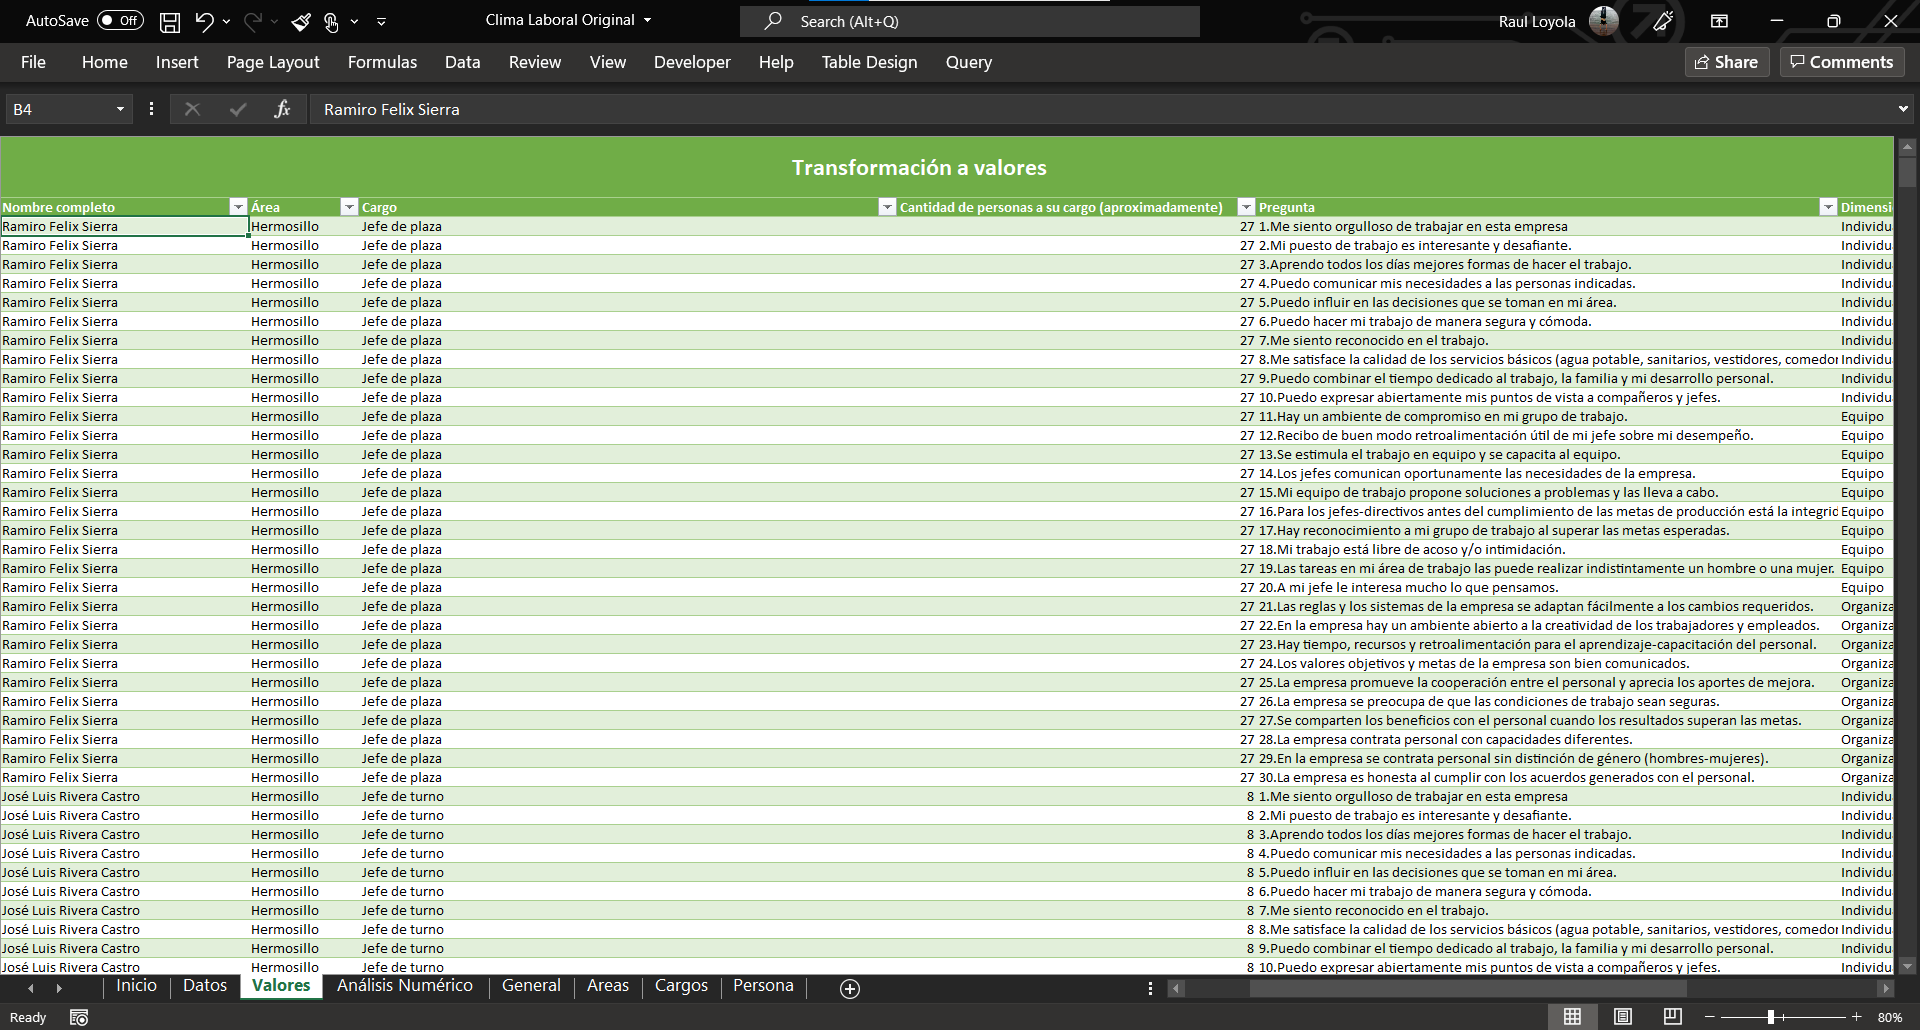 AutoSave Off Clima Laboral Original Search (Alt+Q) Raul Loyola
File Home Insert Page Layout Formulas Data Review View Developer Help Table Design Query Share Comments
B4 fx Ramiro Felix Sierra
Transformación a valores
Nombre completo Área Cargo Cantidad de personas a su cargo (aproximadamente) Pregunta Dimensi
Ramiro Felix Sierra Hermosillo Jefe de plaza 27 1.Me siento orgulloso de trabajar en esta empresa Individu
Ramiro Felix Sierra Hermosillo Jefe de plaza 27 2.Mi puesto de trabajo es interesante y desafiante. Individu
Ramiro Felix Sierra Hermosillo Jefe de plaza 27 3.Aprendo todos los días mejores formas de hacer el trabajo. Individu
Ramiro Felix Sierra Hermosillo Jefe de plaza 27 4.Puedo comunicar mis necesidades a las personas indicadas. Individu
Ramiro Felix Sierra Hermosillo Jefe de plaza 27 5.Puedo influir en las decisiones que se toman en mi área. Individu
Ramiro Felix Sierra Hermosillo Jefe de plaza 27 6.Puedo hacer mi trabajo de manera segura y cómoda. Individu
Ramiro Felix Sierra Hermosillo Jefe de plaza 27 7.Me siento reconocido en el trabajo. Individu
Ramiro Felix Sierra Hermosillo Jefe de plaza 27 8.Me satisface la calidad de los servicios básicos (agua potable, sanitarios, vestidores, comedor Individu
Ramiro Felix Sierra Hermosillo Jefe de plaza 27 9.Puedo combinar el tiempo dedicado al trabajo, la familia y mi desarrollo personal. Individu
Ramiro Felix Sierra Hermosillo Jefe de plaza 27 10.Puedo expresar abiertamente mis puntos de vista a compañeros y jefes. Individu
Ramiro Felix Sierra Hermosillo Jefe de plaza 27 11.Hay un ambiente de compromiso en mi grupo de trabajo. Equipo
Ramiro Felix Sierra Hermosillo Jefe de plaza 27 12.Recibo de buen modo retroalimentación útil de mi jefe sobre mi desempeño. Equipo
Ramiro Felix Sierra Hermosillo Jefe de plaza 27 13.Se estimula el trabajo en equipo y se capacita al equipo. Equipo
Ramiro Felix Sierra Hermosillo Jefe de plaza 27 14.Los jefes comunican oportunamente las necesidades de la empresa. Equipo
Ramiro Felix Sierra Hermosillo Jefe de plaza 27 15.Mi equipo de trabajo propone soluciones a problemas y las lleva a cabo. Equipo
Ramiro Felix Sierra Hermosillo Jefe de plaza 27 16.Para los jefes-directivos antes del cumplimiento de las metas de producción está la integrid Equipo
Ramiro Felix Sierra Hermosillo Jefe de plaza 27 17.Hay reconocimiento a mi grupo de trabajo al superar las metas esperadas. Equipo
Ramiro Felix Sierra Hermosillo Jefe de plaza 27 18.Mi trabajo está libre de acoso y/o intimidación. Equipo
Ramiro Felix Sierra Hermosillo Jefe de plaza 27 19.Las tareas en mi área de trabajo las puede realizar indistintamente un hombre o una mujer. Equipo
Ramiro Felix Sierra Hermosillo Jefe de plaza 27 20.A mi jefe le interesa mucho lo que pensamos. Equipo
Ramiro Felix Sierra Hermosillo Jefe de plaza 27 21.Las reglas y los sistemas de la empresa se adaptan fácilmente a los cambios requeridos. Organiza
Ramiro Felix Sierra Hermosillo Jefe de plaza 27 22.En la empresa hay un ambiente abierto a la creatividad de los trabajadores y empleados. Organiza
Ramiro Felix Sierra Hermosillo Jefe de plaza 27 23.Hay tiempo, recursos y retroalimentación para el aprendizaje-capacitación del personal. Organiza
Ramiro Felix Sierra Hermosillo Jefe de plaza 27 24.Los valores objetivos y metas de la empresa son bien comunicados. Organiza
Ramiro Felix Sierra Hermosillo Jefe de plaza 27 25.La empresa promueve la cooperación entre el personal y aprecia los aportes de mejora. Organiza
Ramiro Felix Sierra Hermosillo Jefe de plaza 27 26.La empresa se preocupa de que las condiciones de trabajo sean seguras. Organiza
Ramiro Felix Sierra Hermosillo Jefe de plaza 27 27.Se comparten los beneficios con el personal cuando los resultados superan las metas. Organiza
Ramiro Felix Sierra Hermosillo Jefe de plaza 27 28.La empresa contrata personal con capacidades diferentes. Organiza
Ramiro Felix Sierra Hermosillo Jefe de plaza 27 29.En la empresa se contrata personal sin distinción de género (hombres-mujeres). Organiza
Ramiro Felix Sierra Hermosillo Jefe de plaza 27 30.La empresa es honesta al cumplir con los acuerdos generados con el personal. Organiza
José Luis Rivera Castro Hermosillo Jefe de turno 8 1.Me siento orgulloso de trabajar en esta empresa Individu
José Luis Rivera Castro Hermosillo Jefe de turno 8 2.Mi puesto de trabajo es interesante y desafiante. Individu
José Luis Rivera Castro Hermosillo Jefe de turno 8 3.Aprendo todos los días mejores formas de hacer el trabajo. Individu
José Luis Rivera Castro Hermosillo Jefe de turno 8 4.Puedo comunicar mis necesidades a las personas indicadas. Individu
José Luis Rivera Castro Hermosillo Jefe de turno 8 5.Puedo influir en las decisiones que se toman en mi área. Individu
José Luis Rivera Castro Hermosillo Jefe de turno 8 6.Puedo hacer mi trabajo de manera segura y cómoda. Individu
José Luis Rivera Castro Hermosillo Jefe de turno 8 7.Me siento reconocido en el trabajo. Individu
José Luis Rivera Castro Hermosillo Jefe de turno 8 8.Me satisface la calidad de los servicios básicos (agua potable, sanitarios, vestidores, comedor Individu
José Luis Rivera Castro Hermosillo Jefe de turno 8 9.Puedo combinar el tiempo dedicado al trabajo, la familia y mi desarrollo personal. Individu
José Luis Rivera Castro Hermosillo Jefe de turno 8 10.Puedo expresar abiertamente mis puntos de vista a compañeros y jefes. Individu
Inicio Datos Valores Análisis Numérico General Areas Cargos Persona
Ready 80%